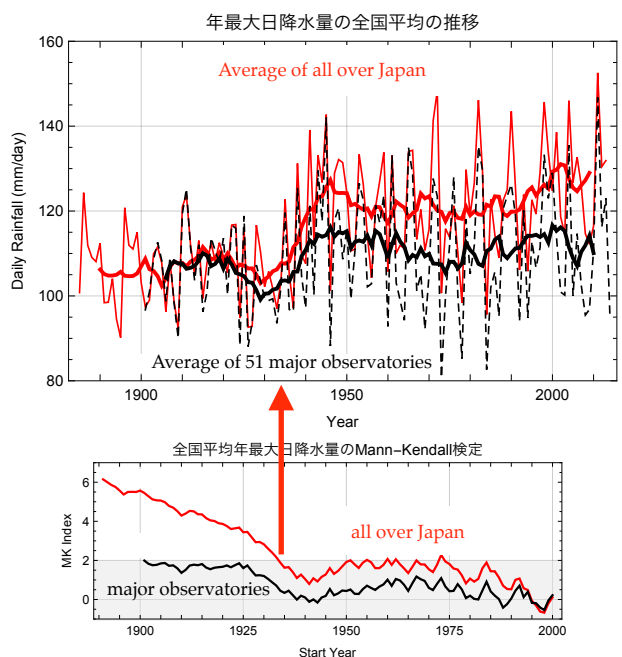 年最大日降水量の全国平均の推移
160
140
120
100
80
Daily Rainfall (mm/day)
Average of all over Japan
Average of 51 major observatories
1900
1950
2000
Year
全国平均年最大日降水量のMann−Kendall検定
6
4
2
0
MK Index
all over Japan
major observatories
1900
1925
1950
1975
2000
Start Year